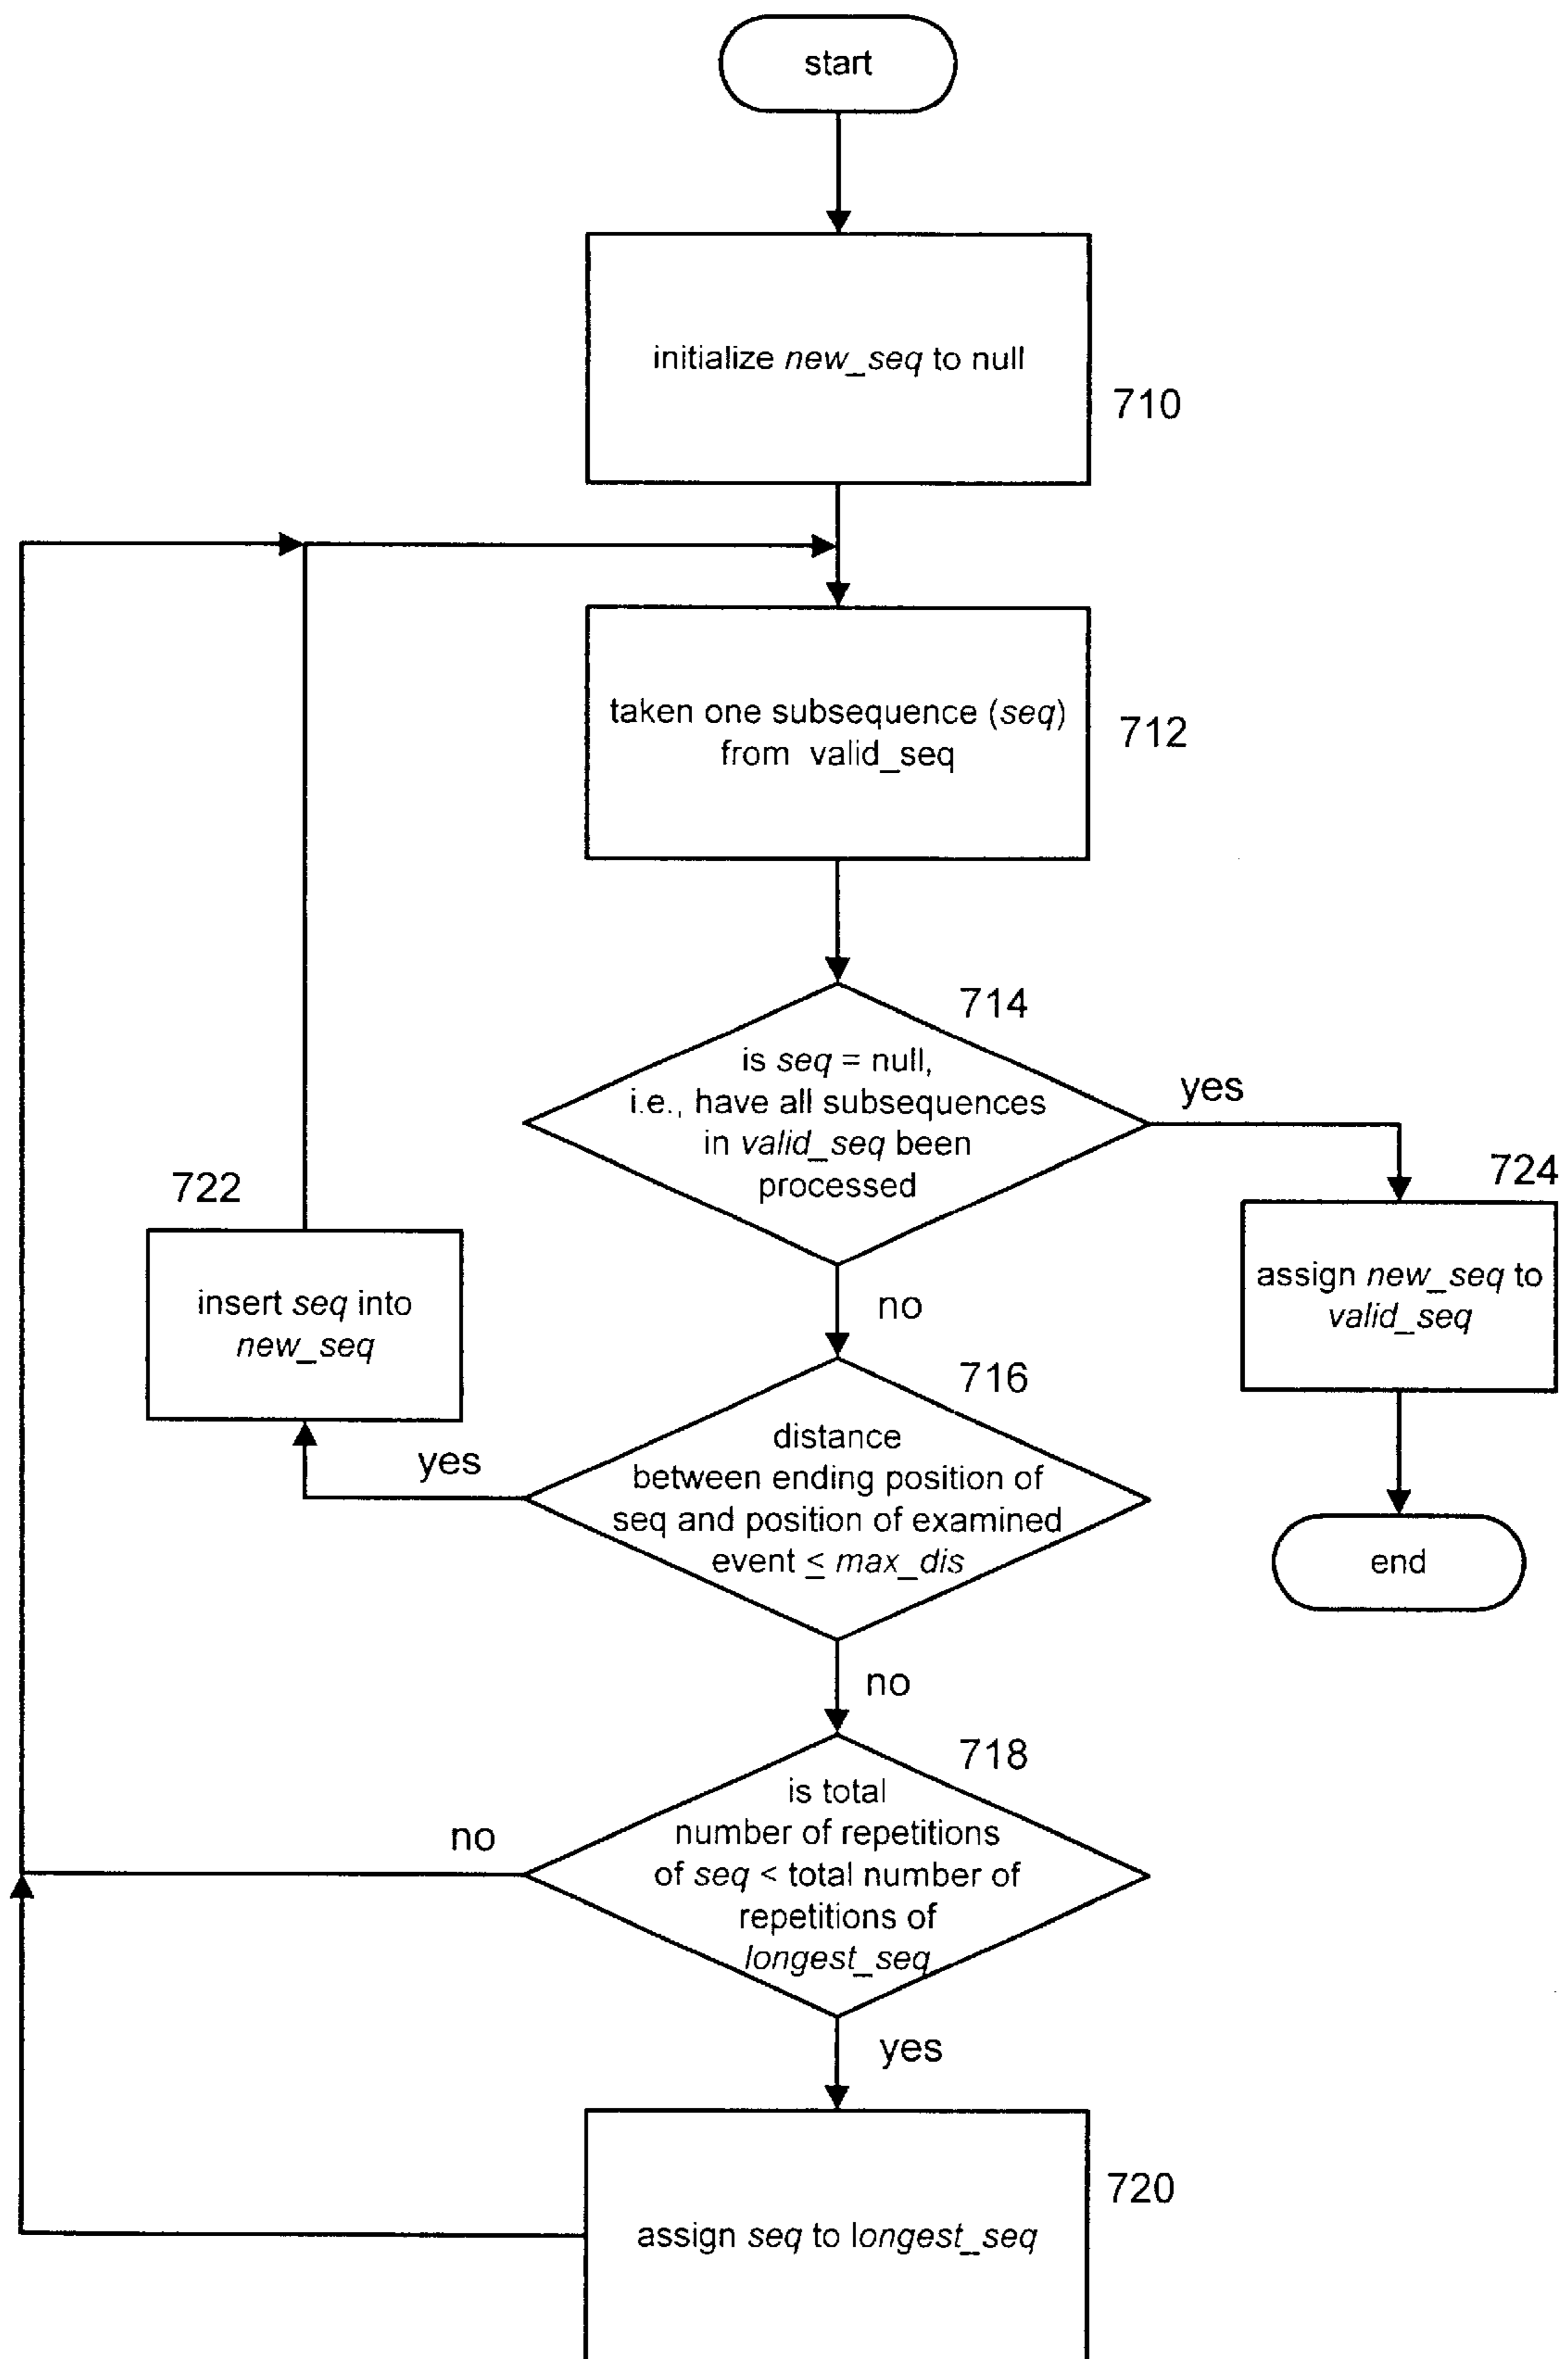 start
initialize new_seq to null
710
taken one subsequence (seq)
from valid_seq
712
714
is seq = null,
i.e., have all subsequences
in valid_seq been
processed
yes
724
assign new_seq to
valid_seq
722
insert seq into
new_seq
no
716
distance
between ending position of
seq and position of examined
event ≤ max_dis
yes
end
no
718
is total
number of repetitions
of seq < total number of
repetitions of
longest_seq
no
yes
720
assign seq to longest_seq